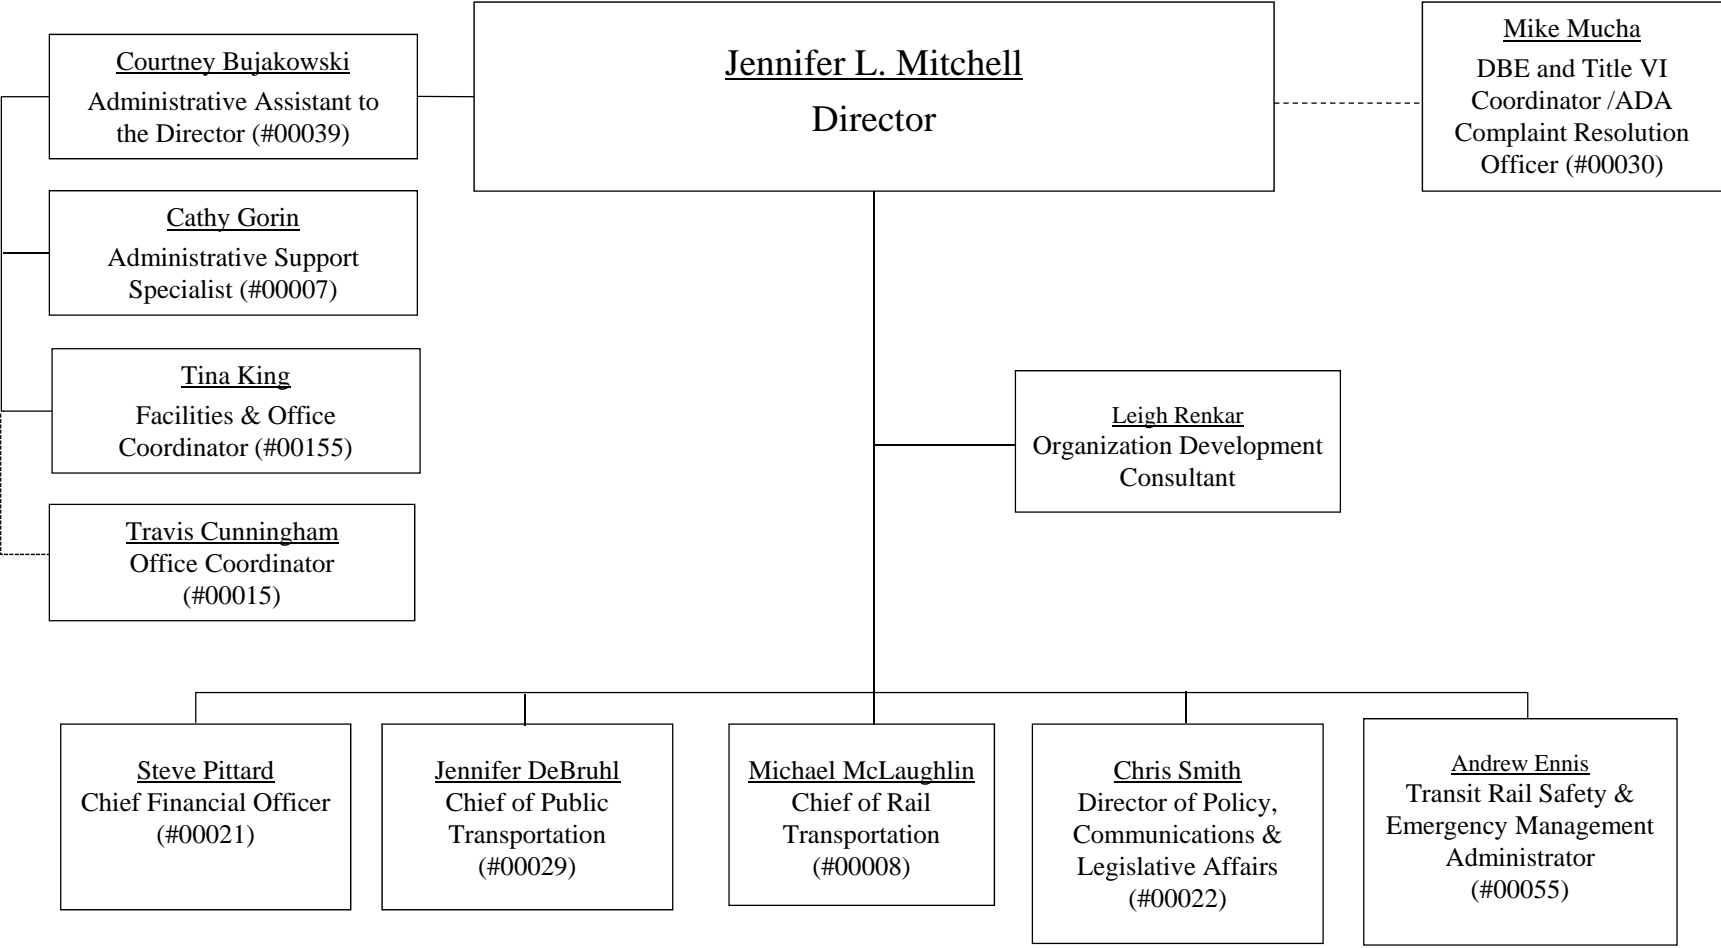 Courtney Bujakowski
Administrative Assistant to
the Director (#00039)
Jennifer L. Mitchell
Director
Mike Mucha
DBE and Title VI
Coordinator /ADA
Complaint Resolution
Officer (#00030)
Cathy Gorin
Administrative Support
Specialist (#00007)
Tina King
Facilities & Office
Coordinator (#00155)
Travis Cunningham
Office Coordinator
(#00015)
Leigh Renkar
Organization Development
Consultant
Steve Pittard
Chief Financial Officer
(#00021)
Jennifer DeBruhl
Chief of Public
Transportation
(#00029)
Michael McLaughlin
Chief of Rail
Transportation
(#00008)
Chris Smith
Director of Policy,
Communications &
Legislative Affairs
(#00022)
Andrew Ennis
Transit Rail Safety &
Emergency Management
Administrator
(#00055)